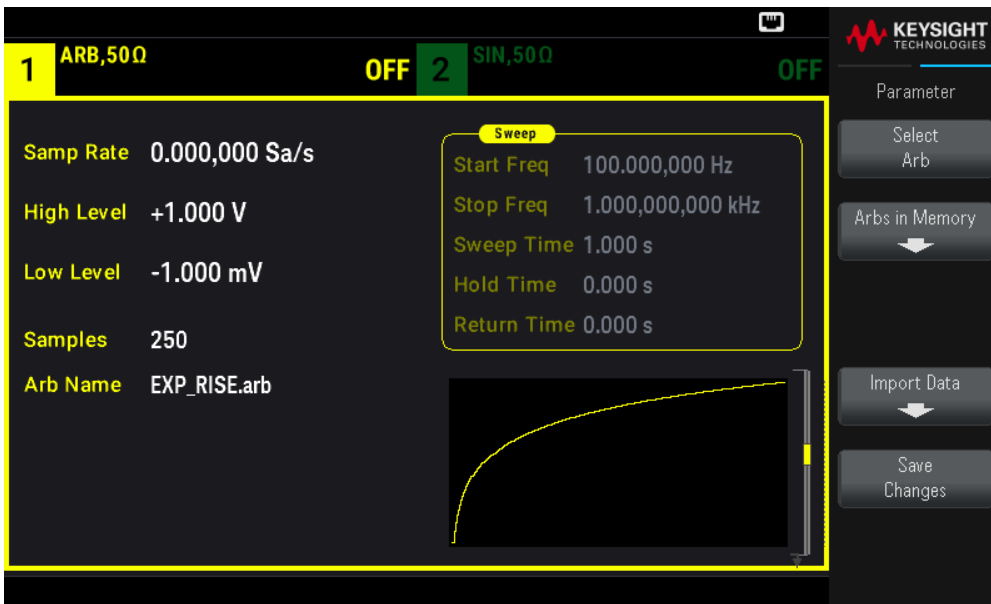 KEYSIGHT
TECHNOLOGIES
1 ARB,50Ω OFF
2 SIN,50Ω OFF
Parameter
Samp Rate 0.000,000 Sa/s
High Level +1.000 V
Low Level -1.000 mV
Samples 250
Arb Name EXP_RISE.arb
Sweep
Start Freq 100.000,000 Hz
Stop Freq 1.000,000,000 kHz
Sweep Time 1.000 s
Hold Time 0.000 s
Return Time 0.000 s
Select
Arb
Arbs in Memory
Import Data
Save
Changes